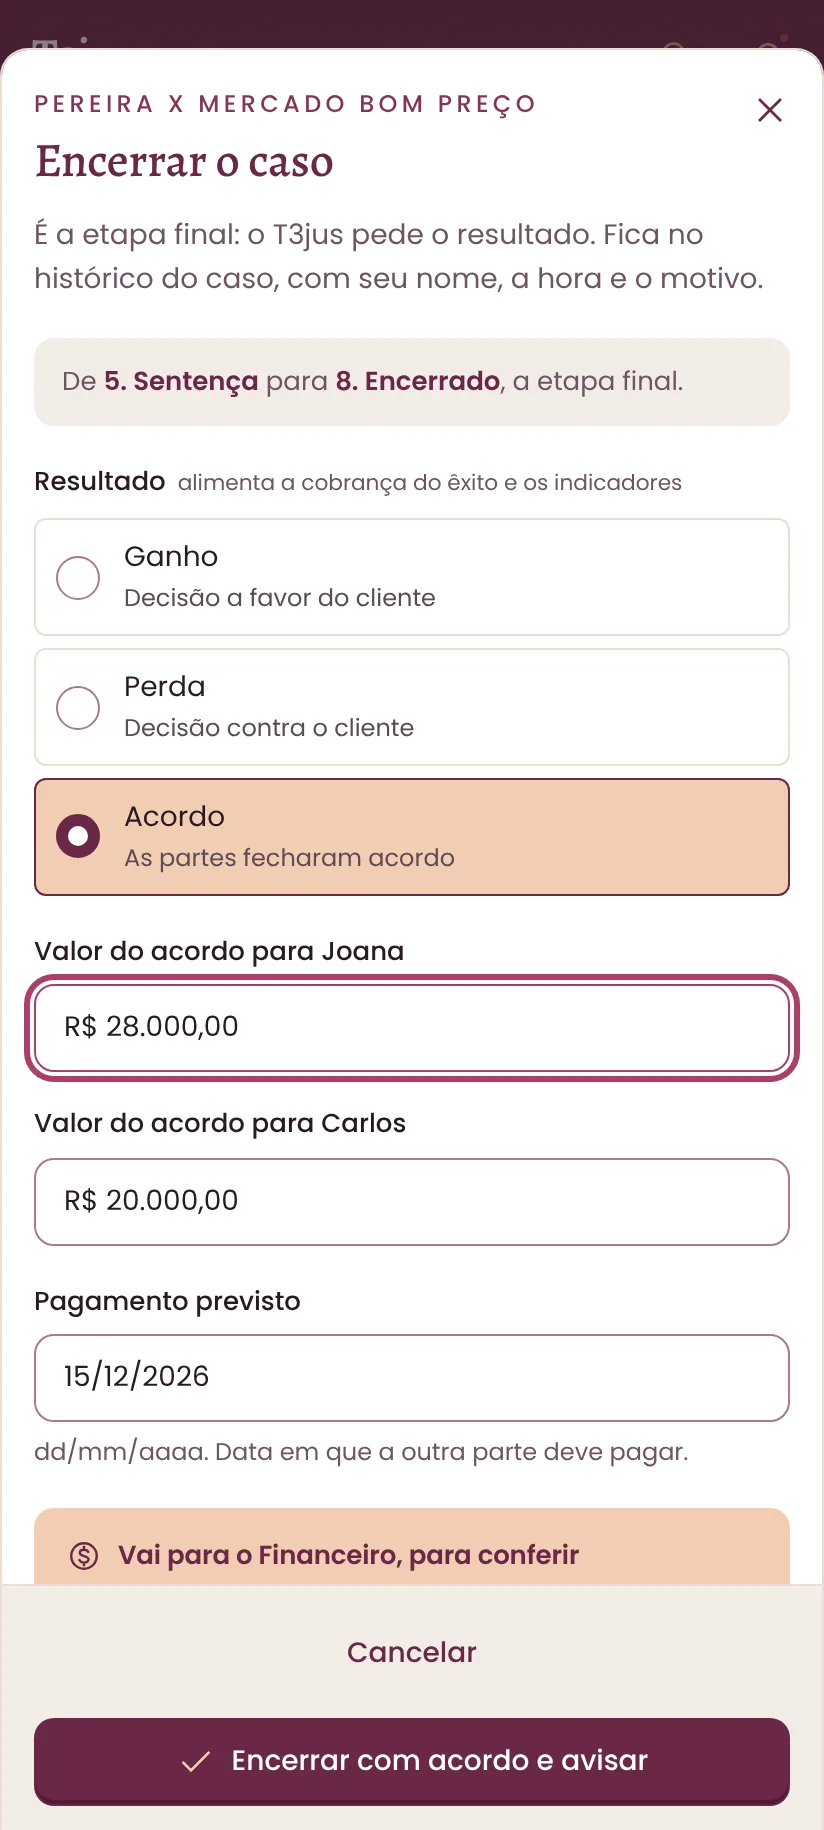 PEREIRA X MERCADO BOM PREÇO
Encerrar o caso
É a etapa final: o T3jus pede o resultado. Fica no
histórico do caso, com seu nome, a hora e o motivo.
De 5. Sentença para 8. Encerrado, a etapa final.
Resultado alimenta a cobrança do êxito e os indicadores
Ganho
Decisão a favor do cliente
Perda
Decisão contra o cliente
Acordo
As partes fecharam acordo
Valor do acordo para Joana
R$ 28.000,00
Valor do acordo para Carlos
R$ 20.000,00
Pagamento previsto
15/12/2026
dd/mm/aaaa. Data em que a outra parte deve pagar.
Vai para o Financeiro, para conferir
Cancelar
Encerrar com acordo e avisar